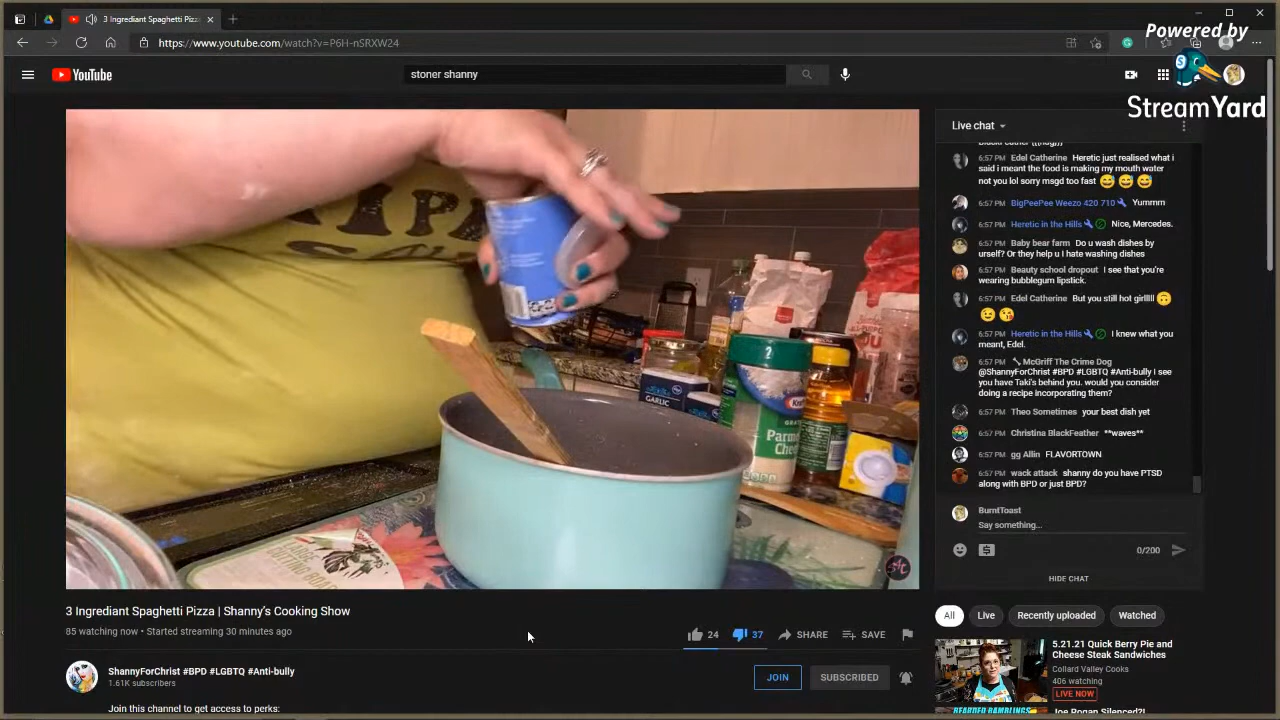 3 Ingrediant Spaghetti Pizza
https://www.youtube.com/watch?v=P6H-nSRXW24
Powered by
StreamYard
YouTube
stoner shanny
Live chat
6:57 PM Edel Catherine Heretic just realised what i
said i meant the food is making my mouth
water
not you lol sorry msgd too fast
6:57 PM BigPeePee Weezo 420 710 Yummm
6:57 PM Heretic in the Hills Nice, Mercedes.
6:57 PM Baby bear farm Do u wash dishes by
urself? Or they help u I hate washing
dishes
6:57 PM Beauty school dropout I see that you're
wearing bubblegum lipstick.
6:57 PM Edel Catherine But you still hot girlllll
6:57 PM Heretic in the Hills I knew what you
meant, Edel.
6:57 PM McGriff The Crime Dog
@ShannyForChrist #BPD #LGBTQ #Anti-bully I see
you have Taki's behind you. would you consider
doing a recipe incorporating them?
6:57 PM Theo Sometimes your best dish yet
6:57 PM Christina BlackFeather **waves**
6:57 PM gg Allin FLAVORTOWN
6:57 PM wack attack shanny do you have PTSD
along with BPD or just BPD?
BurntToast
Say something...
0/200
HIDE CHAT
GARLIC
Kraft
3 Ingrediant Spaghetti Pizza | Shanny's Cooking Show
85 watching now • Started streaming 30 minutes ago
24
37
SHARE
SAVE
ShannyForChrist #BPD #LGBTQ #Anti-bully
1.61K subscribers
JOIN
SUBSCRIBED
Join this channel to get access to perks:
All
Live
Recently uploaded
Watched
5.21.21 Quick Berry Pie and
Cheese Steak Sandwiches
Collard Valley Cooks
406 watching
LIVE NOW
BEARDED RAMBLINGS
Joe Rogan Silenced?!